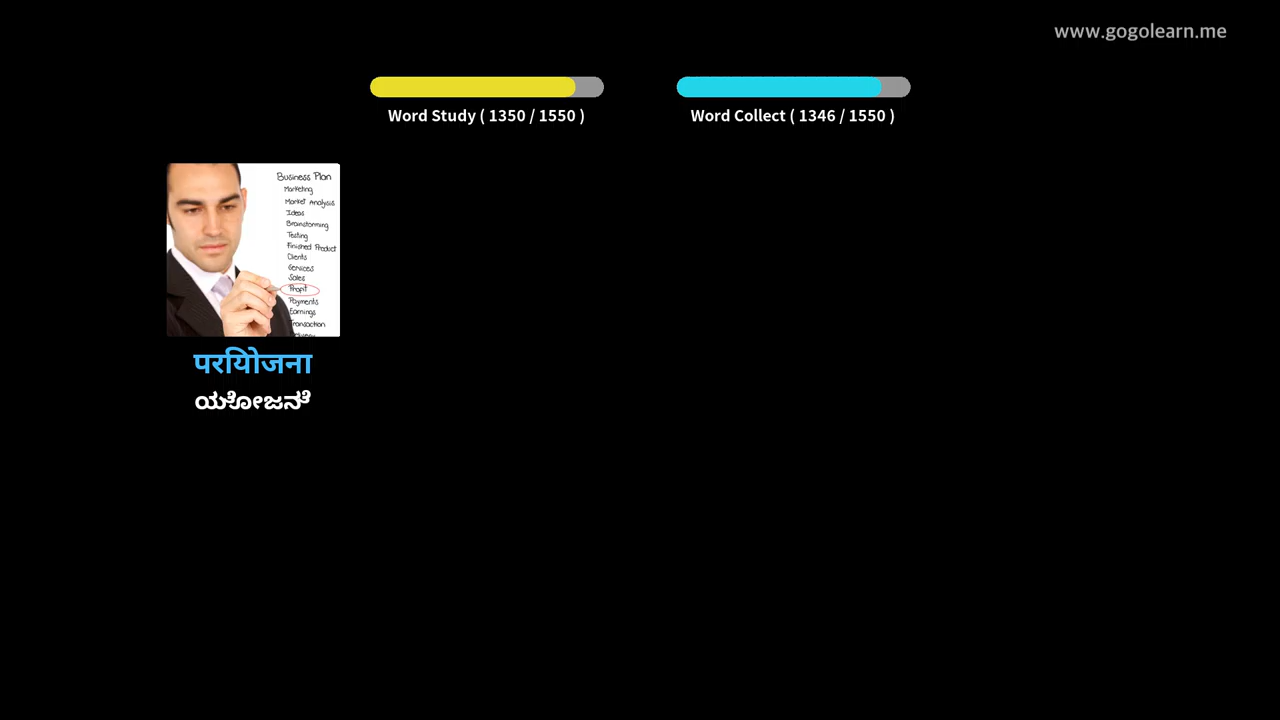 www.gogolearn.me
Word Study ( 1350 / 1550 )
Word Collect ( 1346 / 1550 )
Business Plan
Marketing
Market Analysis
Ideas
Brainstorming
Testing
Finished Product
Clients
Services
Sales
Profit
Payments
Earnings
Transaction
Delivery
परियोजना
ಯೋಜನೆ